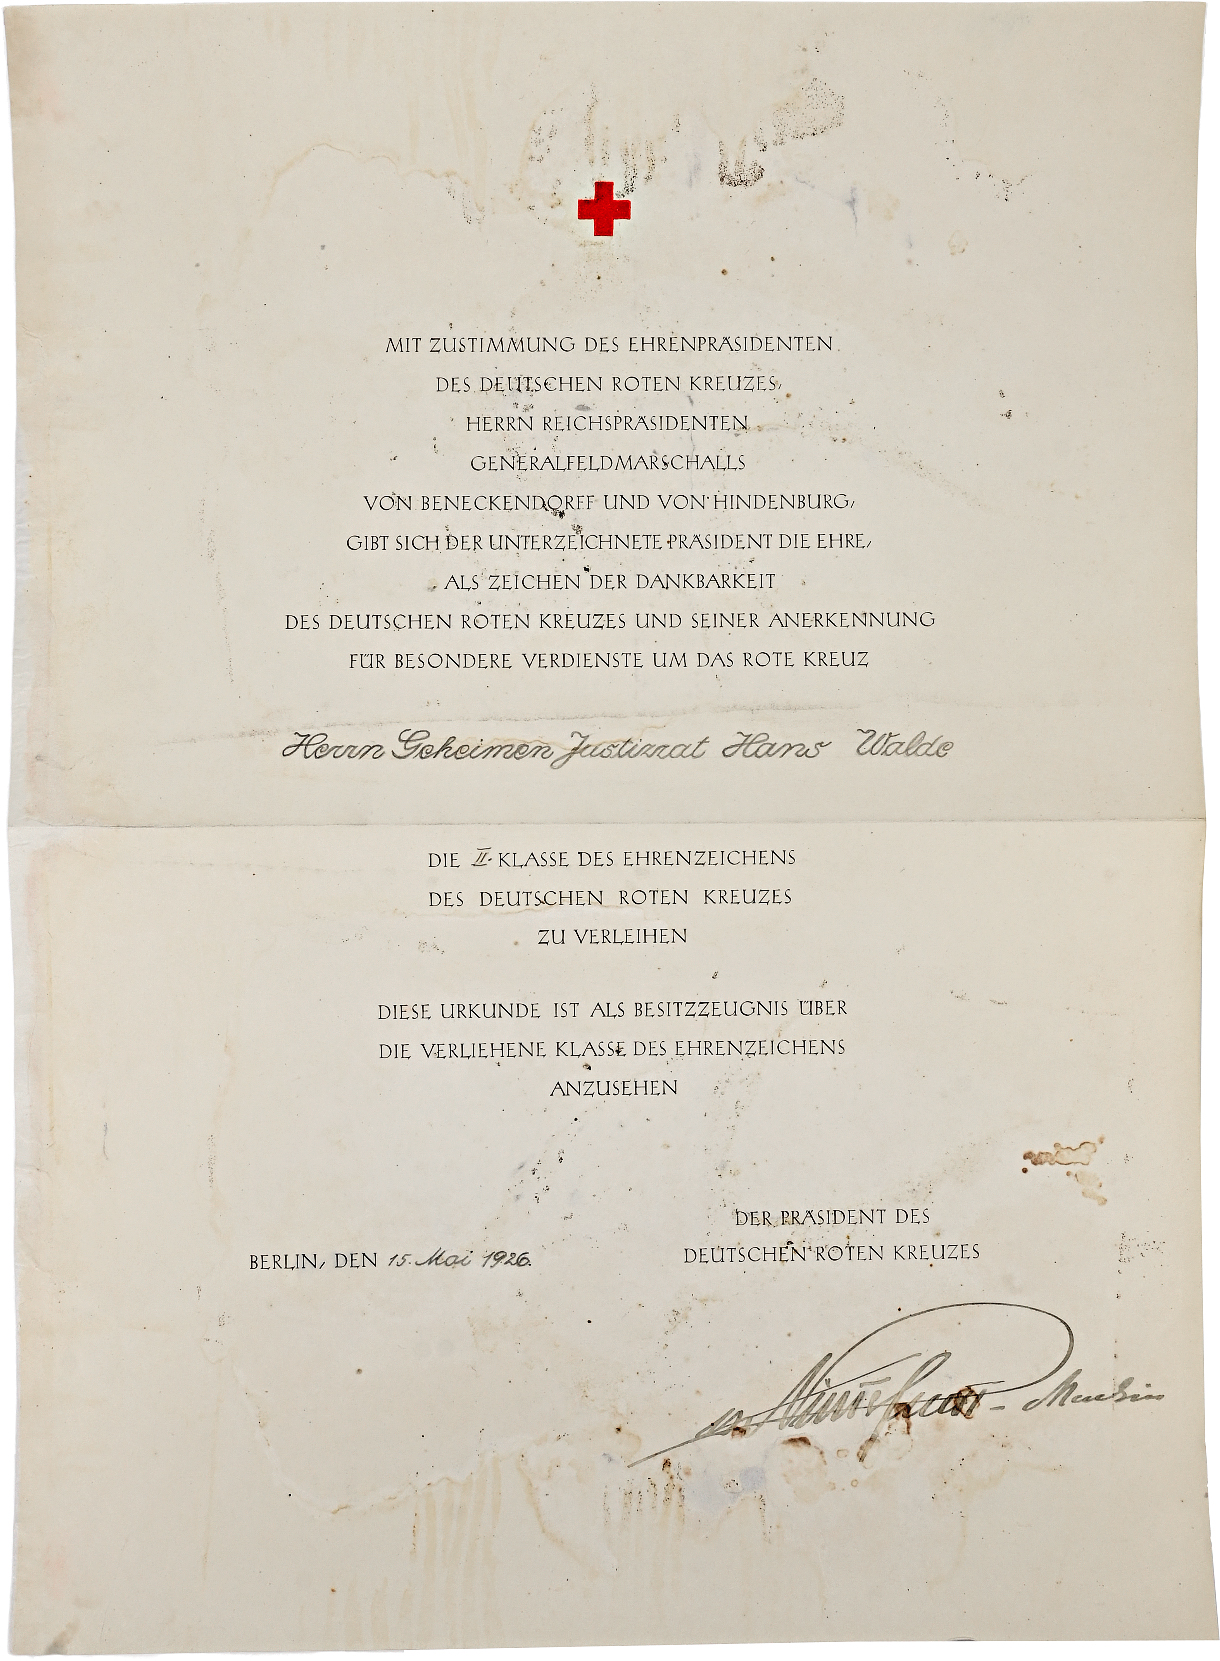 MIT ZUSTIMMUNG DES EHRENPRÄSIDENTEN
DES DEUTSCHEN ROTEN KREUZES,
HERRN REICHSPRÄSIDENTEN
GENERALFELDMARSCHALLS
VON BENECKENDORFF UND VON HINDENBURG,
GIBT SICH DER UNTERZEICHNETE PRÄSIDENT DIE EHRE,
ALS ZEICHEN DER DANKBARKEIT
DES DEUTSCHEN ROTEN KREUZES UND SEINER ANERKENNUNG
FÜR BESONDERE VERDIENSTE UM DAS ROTE KREUZ
Herrn Geheimen Justizrat Hans Walde
DIE II. KLASSE DES EHRENZEICHENS
DES DEUTSCHEN ROTEN KREUZES
ZU VERLEIHEN
DIESE URKUNDE IST ALS BESITZZEUGNIS ÜBER
DIE VERLIEHENE KLASSE DES EHRENZEICHENS
ANZUSEHEN
DER PRÄSIDENT DES
DEUTSCHEN ROTEN KREUZES
BERLIN, DEN 15. Mai 1926.